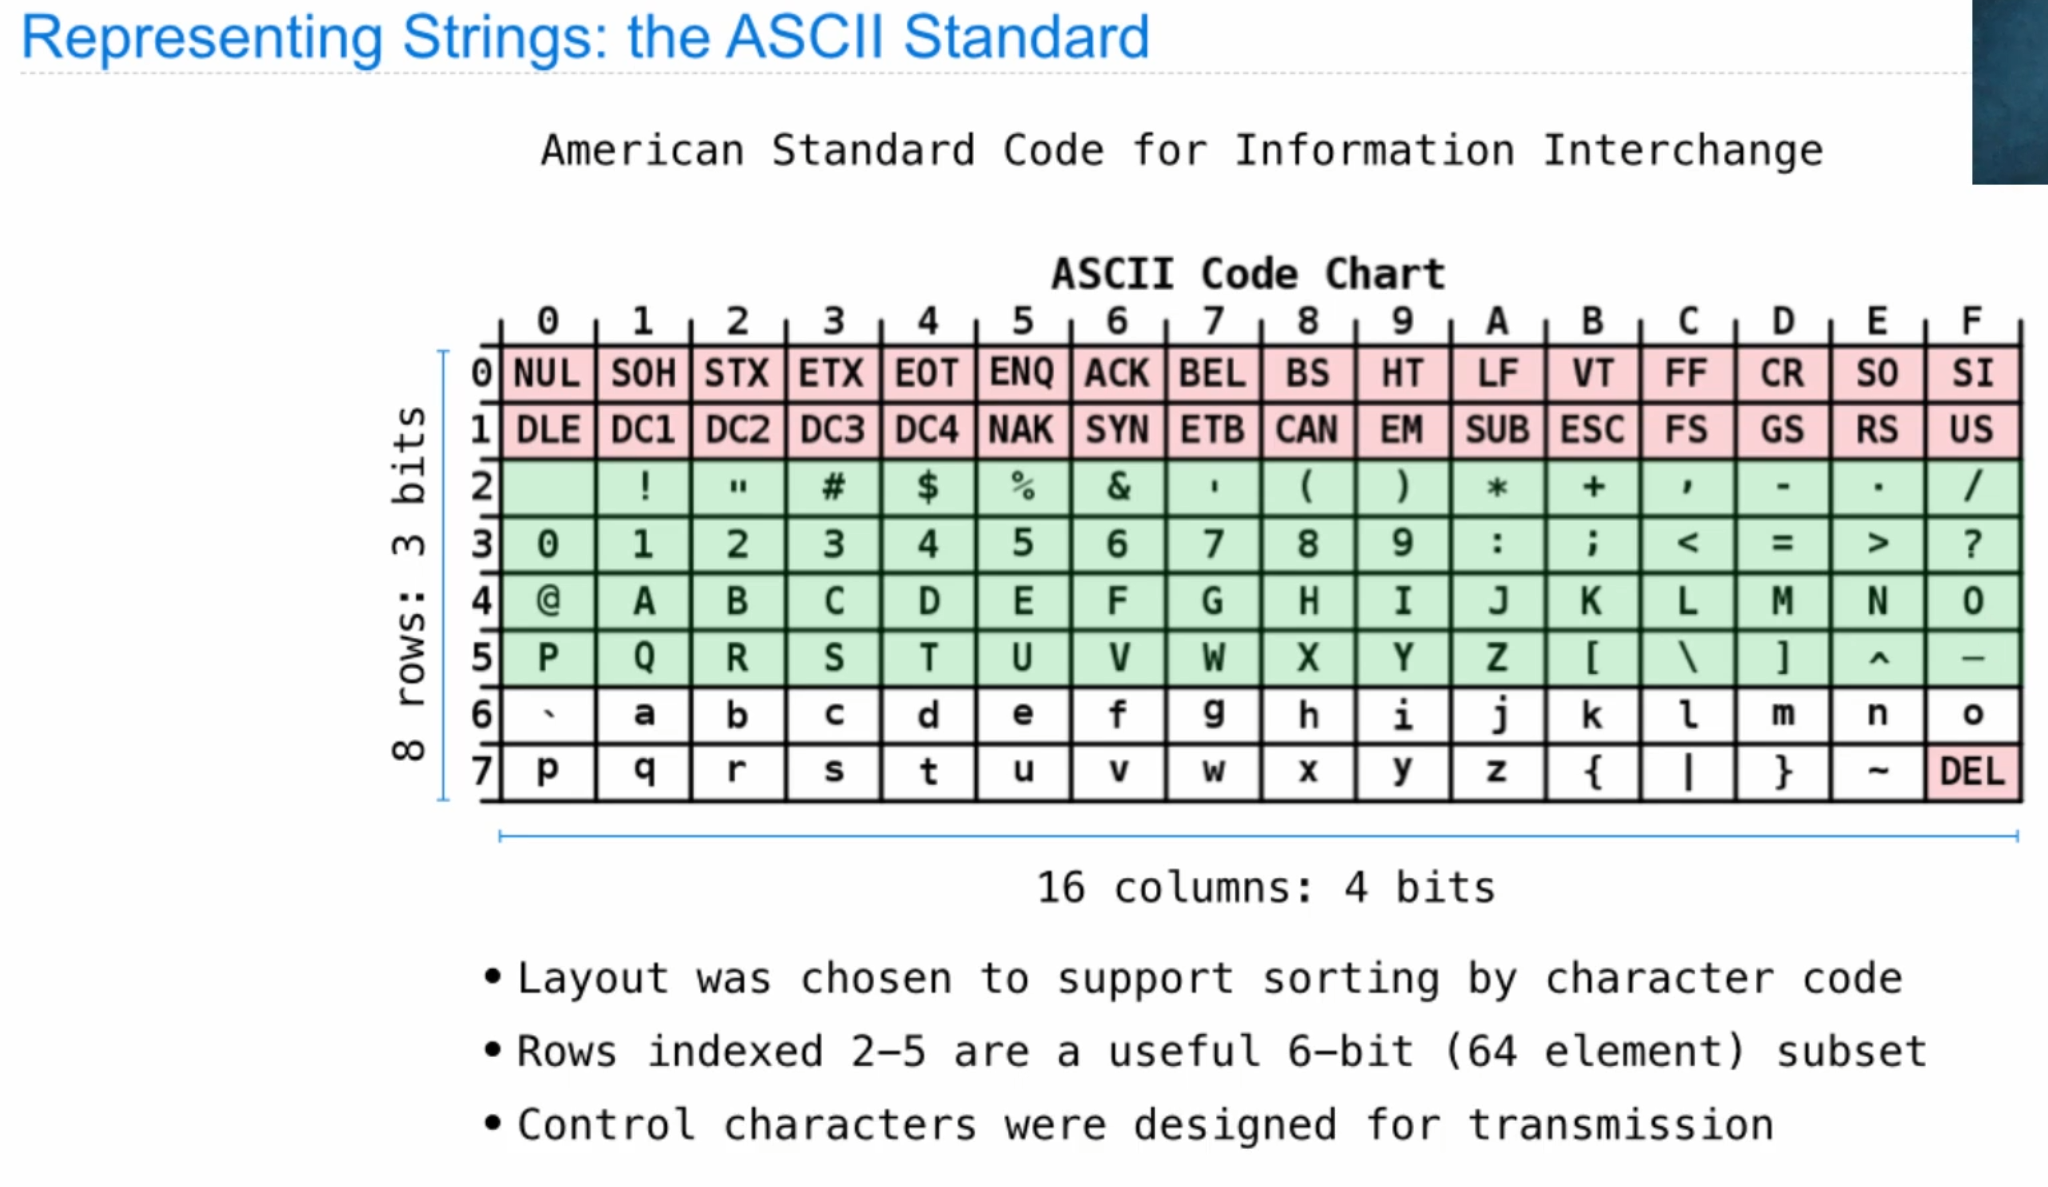 Representing Strings: the ASCII Standard
American Standard Code for Information Interchange
ASCII Code Chart
0 1 2 3 4 5 6 7 8 9 A B C D E F
0 NUL SOH STX ETX EOT ENQ ACK BEL BS HT LF VT FF CR SO SI
1 DLE DC1 DC2 DC3 DC4 NAK SYN ETB CAN EM SUB ESC FS GS RS US
2 ! " # $ % & ' ( ) * + , - . /
3 0 1 2 3 4 5 6 7 8 9 : ; < = > ?
4 @ A B C D E F G H I J K L M N O
5 P Q R S T U V W X Y Z [ \ ] ^ _
6 ` a b c d e f g h i j k l m n o
7 p q r s t u v w x y z { | } ~ DEL
8 rows: 3 bits
16 columns: 4 bits
• Layout was chosen to support sorting by character code
• Rows indexed 2–5 are a useful 6–bit (64 element) subset
• Control characters were designed for transmission